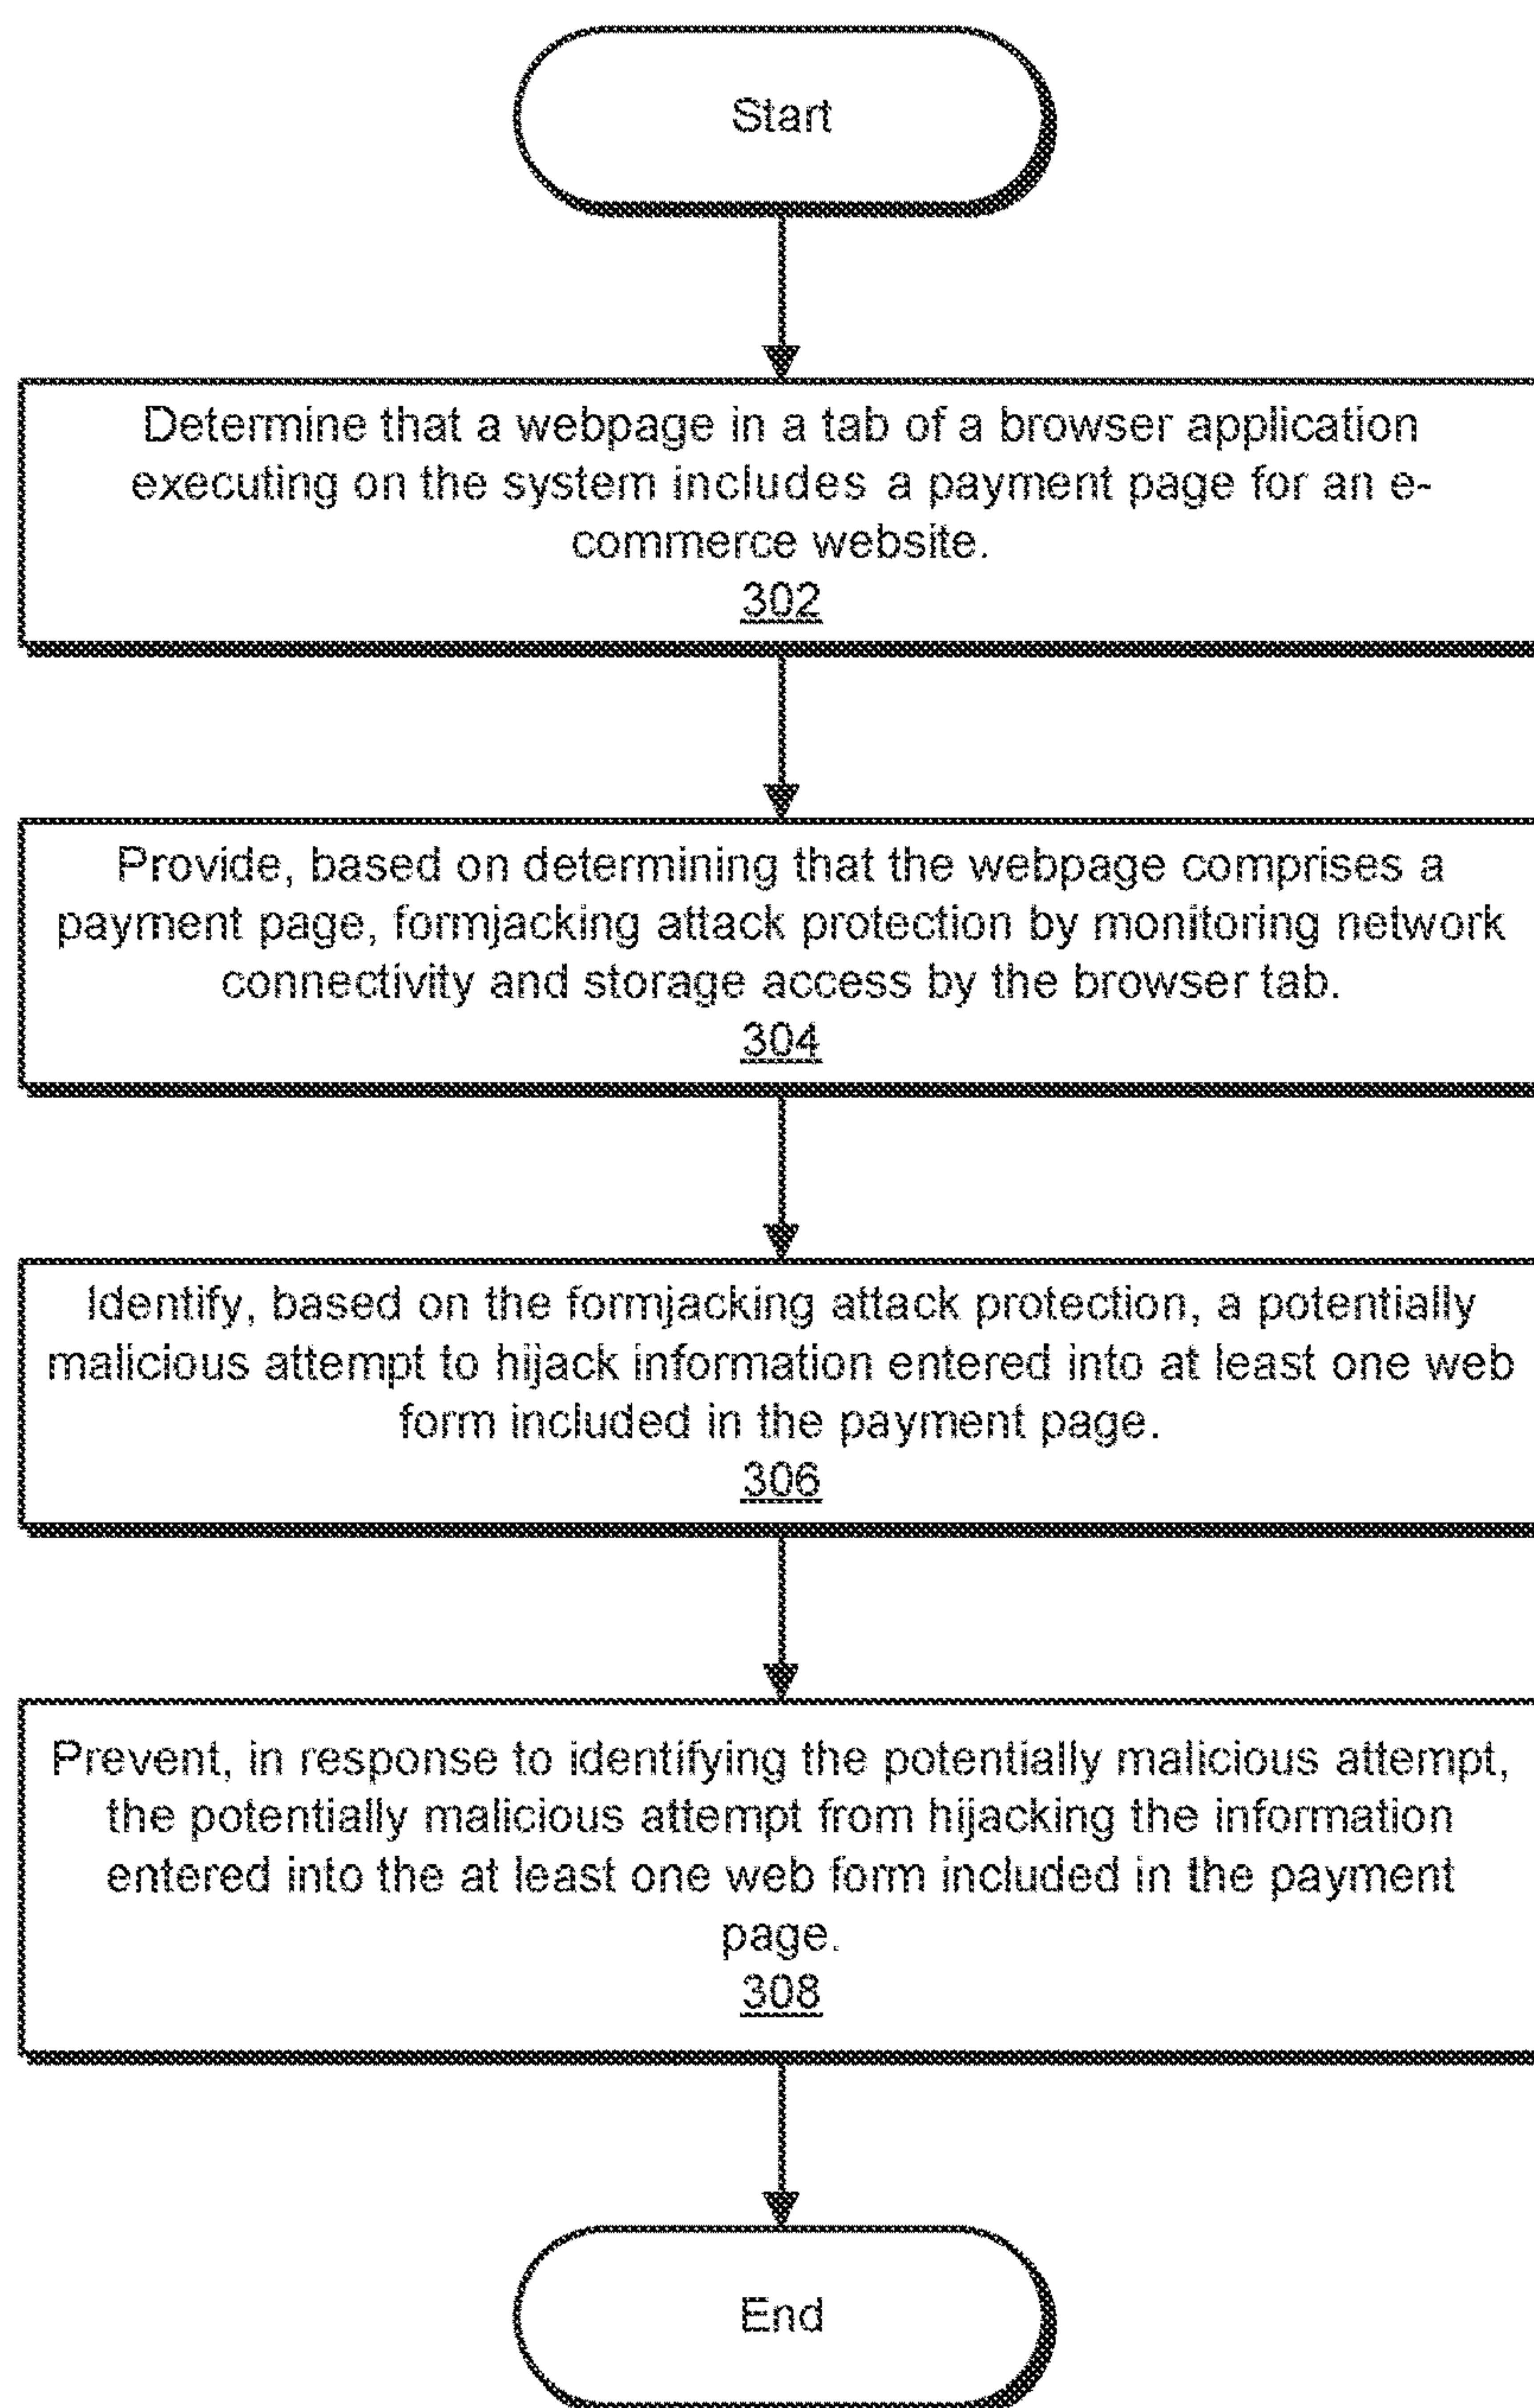 Start
Determine that a webpage in a tab of a browser application
executing on the system includes a payment page for an e-
commerce website.
302
Provide, based on determining that the webpage comprises a
payment page, formjacking attack protection by monitoring network
connectivity and storage access by the browser tab.
304
Identify, based on the formjacking attack protection, a potentially
malicious attempt to hijack information entered into at least one web
form included in the payment page.
306
Prevent, in response to identifying the potentially malicious attempt,
the potentially malicious attempt from hijacking the information
entered into the at least one web form included in the payment
page.
308
End